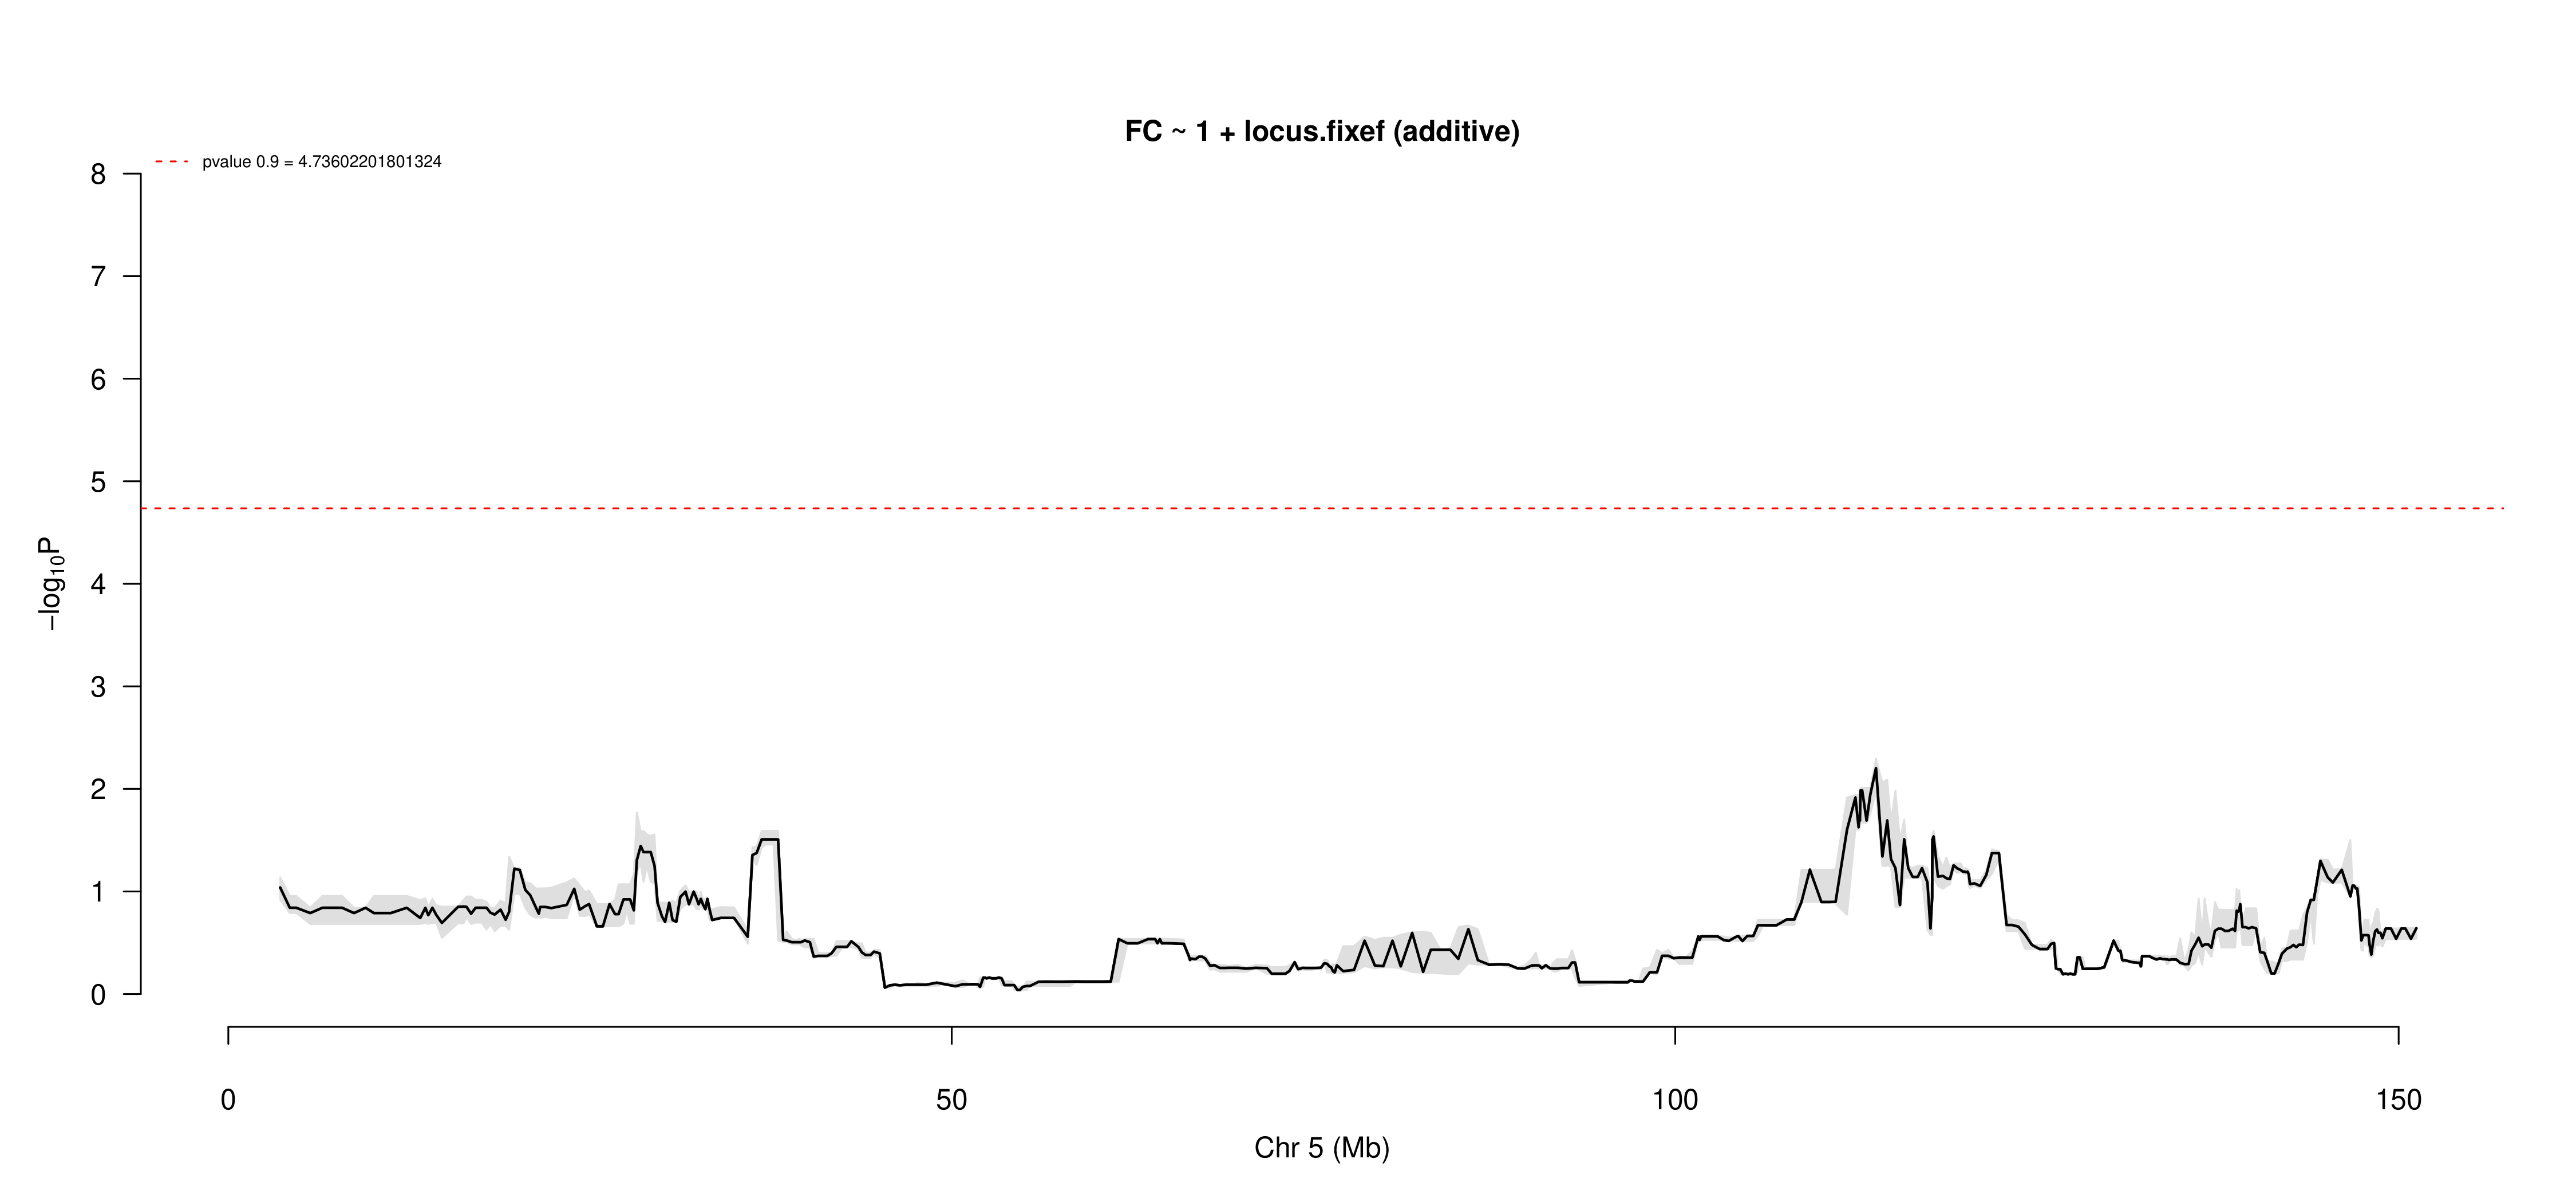 FC ~ 1 + locus.fixef (additive)
pvalue 0.9 = 4.73602201801324
8
7
6
5
4
3
2
1
0
−log10P
0 50 100 150
Chr 5 (Mb)